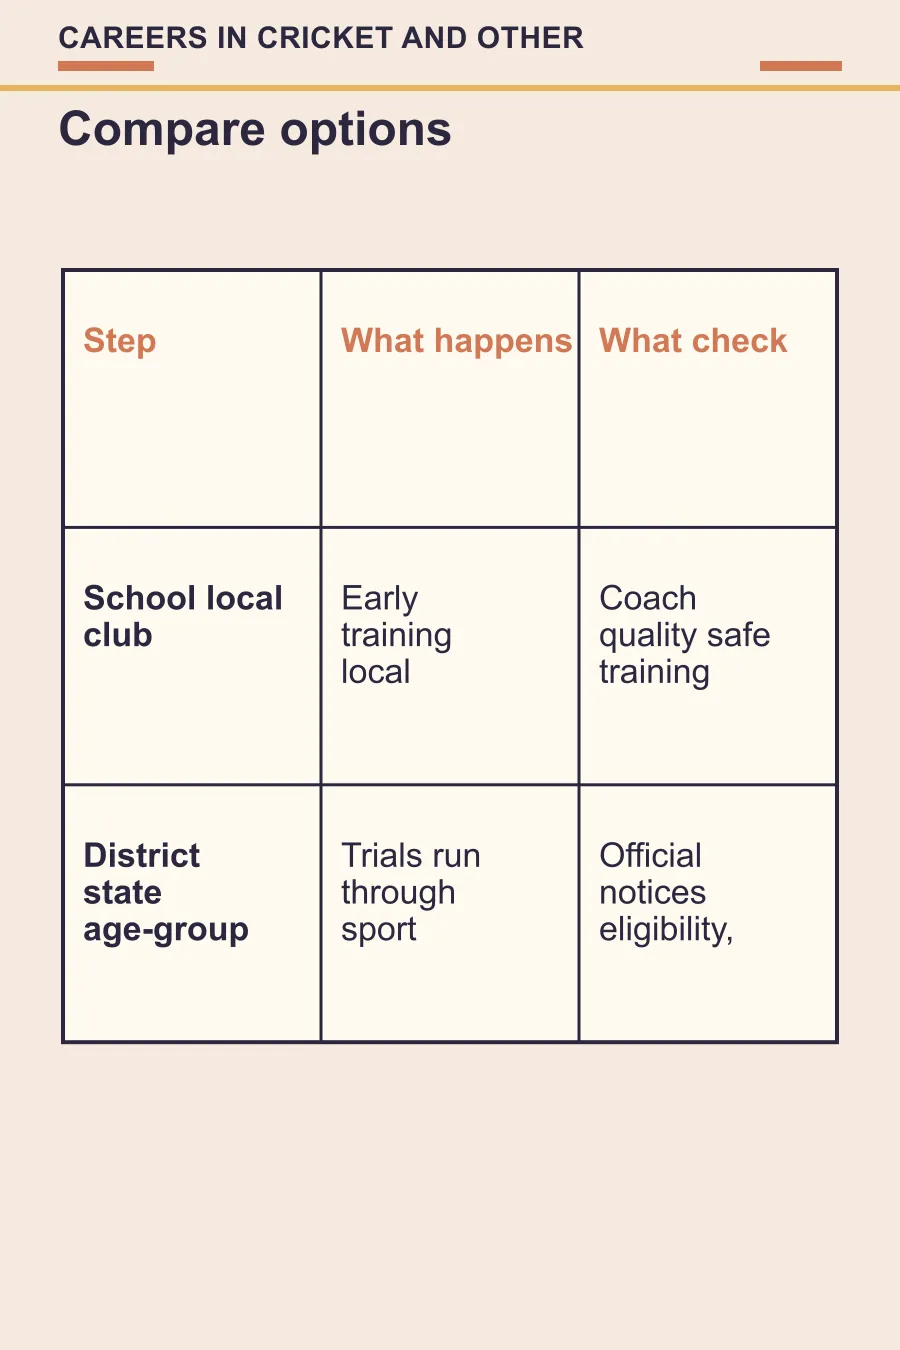 CAREERS IN CRICKET AND OTHER
Compare options
Step
What happens
What check
School local
club
Early
training
local
Coach
quality safe
training
District
state
age-group
Trials run
through
sport
Official
notices
eligibility,